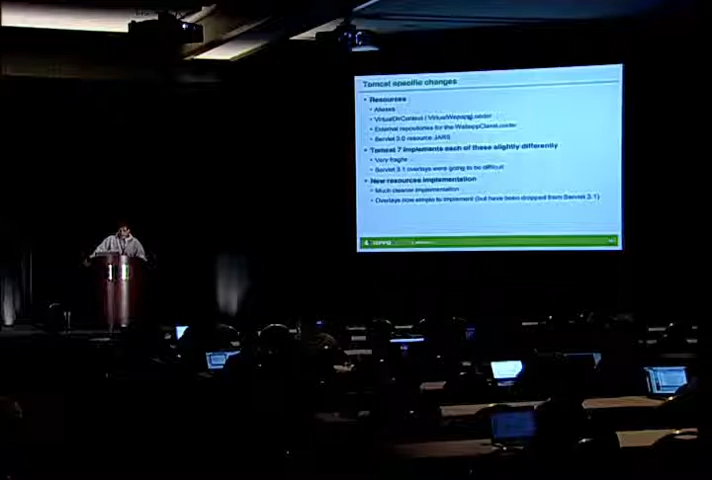 Tomcat specific changes
• Resources
• Aliases
• VirtualDirContext / VirtualWebappLoader
• External repositories for the WebappClassLoader
• Servlet 3.0 resource JARS
• Tomcat 7 implements each of these slightly differently
• Very fragile
• Servlet 3.1 overlays were going to be difficult
• New resources implementation
• Much cleaner implementation
• Overlays now simple to implement (but have been dropped from Servlet 3.1)